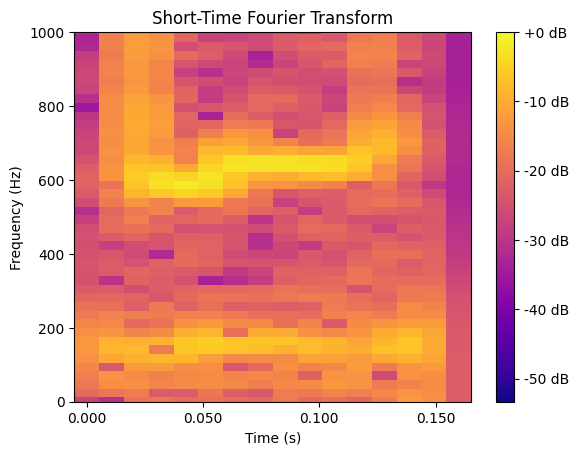 Short-Time Fourier Transform
1000
800
600
400
200
0
Frequency (Hz)
0.000
0.050
0.100
0.150
Time (s)
+0 dB
-10 dB
-20 dB
-30 dB
-40 dB
-50 dB